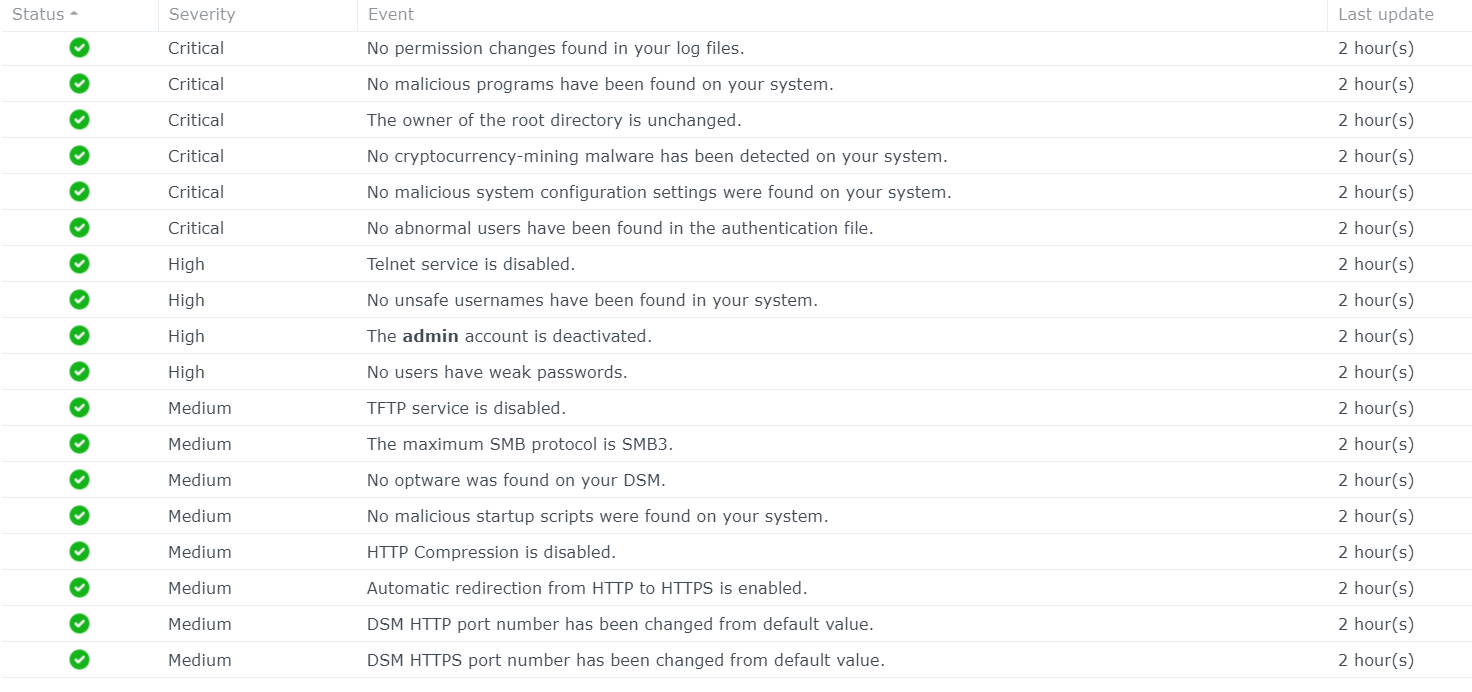 Status Severity Event Last update
Critical No permission changes found in your log files. 2 hour(s)
Critical No malicious programs have been found on your system. 2 hour(s)
Critical The owner of the root directory is unchanged. 2 hour(s)
Critical No cryptocurrency-mining malware has been detected on your system. 2 hour(s)
Critical No malicious system configuration settings were found on your system. 2 hour(s)
Critical No abnormal users have been found in the authentication file. 2 hour(s)
High Telnet service is disabled. 2 hour(s)
High No unsafe usernames have been found in your system. 2 hour(s)
High The admin account is deactivated. 2 hour(s)
High No users have weak passwords. 2 hour(s)
Medium TFTP service is disabled. 2 hour(s)
Medium The maximum SMB protocol is SMB3. 2 hour(s)
Medium No optware was found on your DSM. 2 hour(s)
Medium No malicious startup scripts were found on your system. 2 hour(s)
Medium HTTP Compression is disabled. 2 hour(s)
Medium Automatic redirection from HTTP to HTTPS is enabled. 2 hour(s)
Medium DSM HTTP port number has been changed from default value. 2 hour(s)
Medium DSM HTTPS port number has been changed from default value. 2 hour(s)